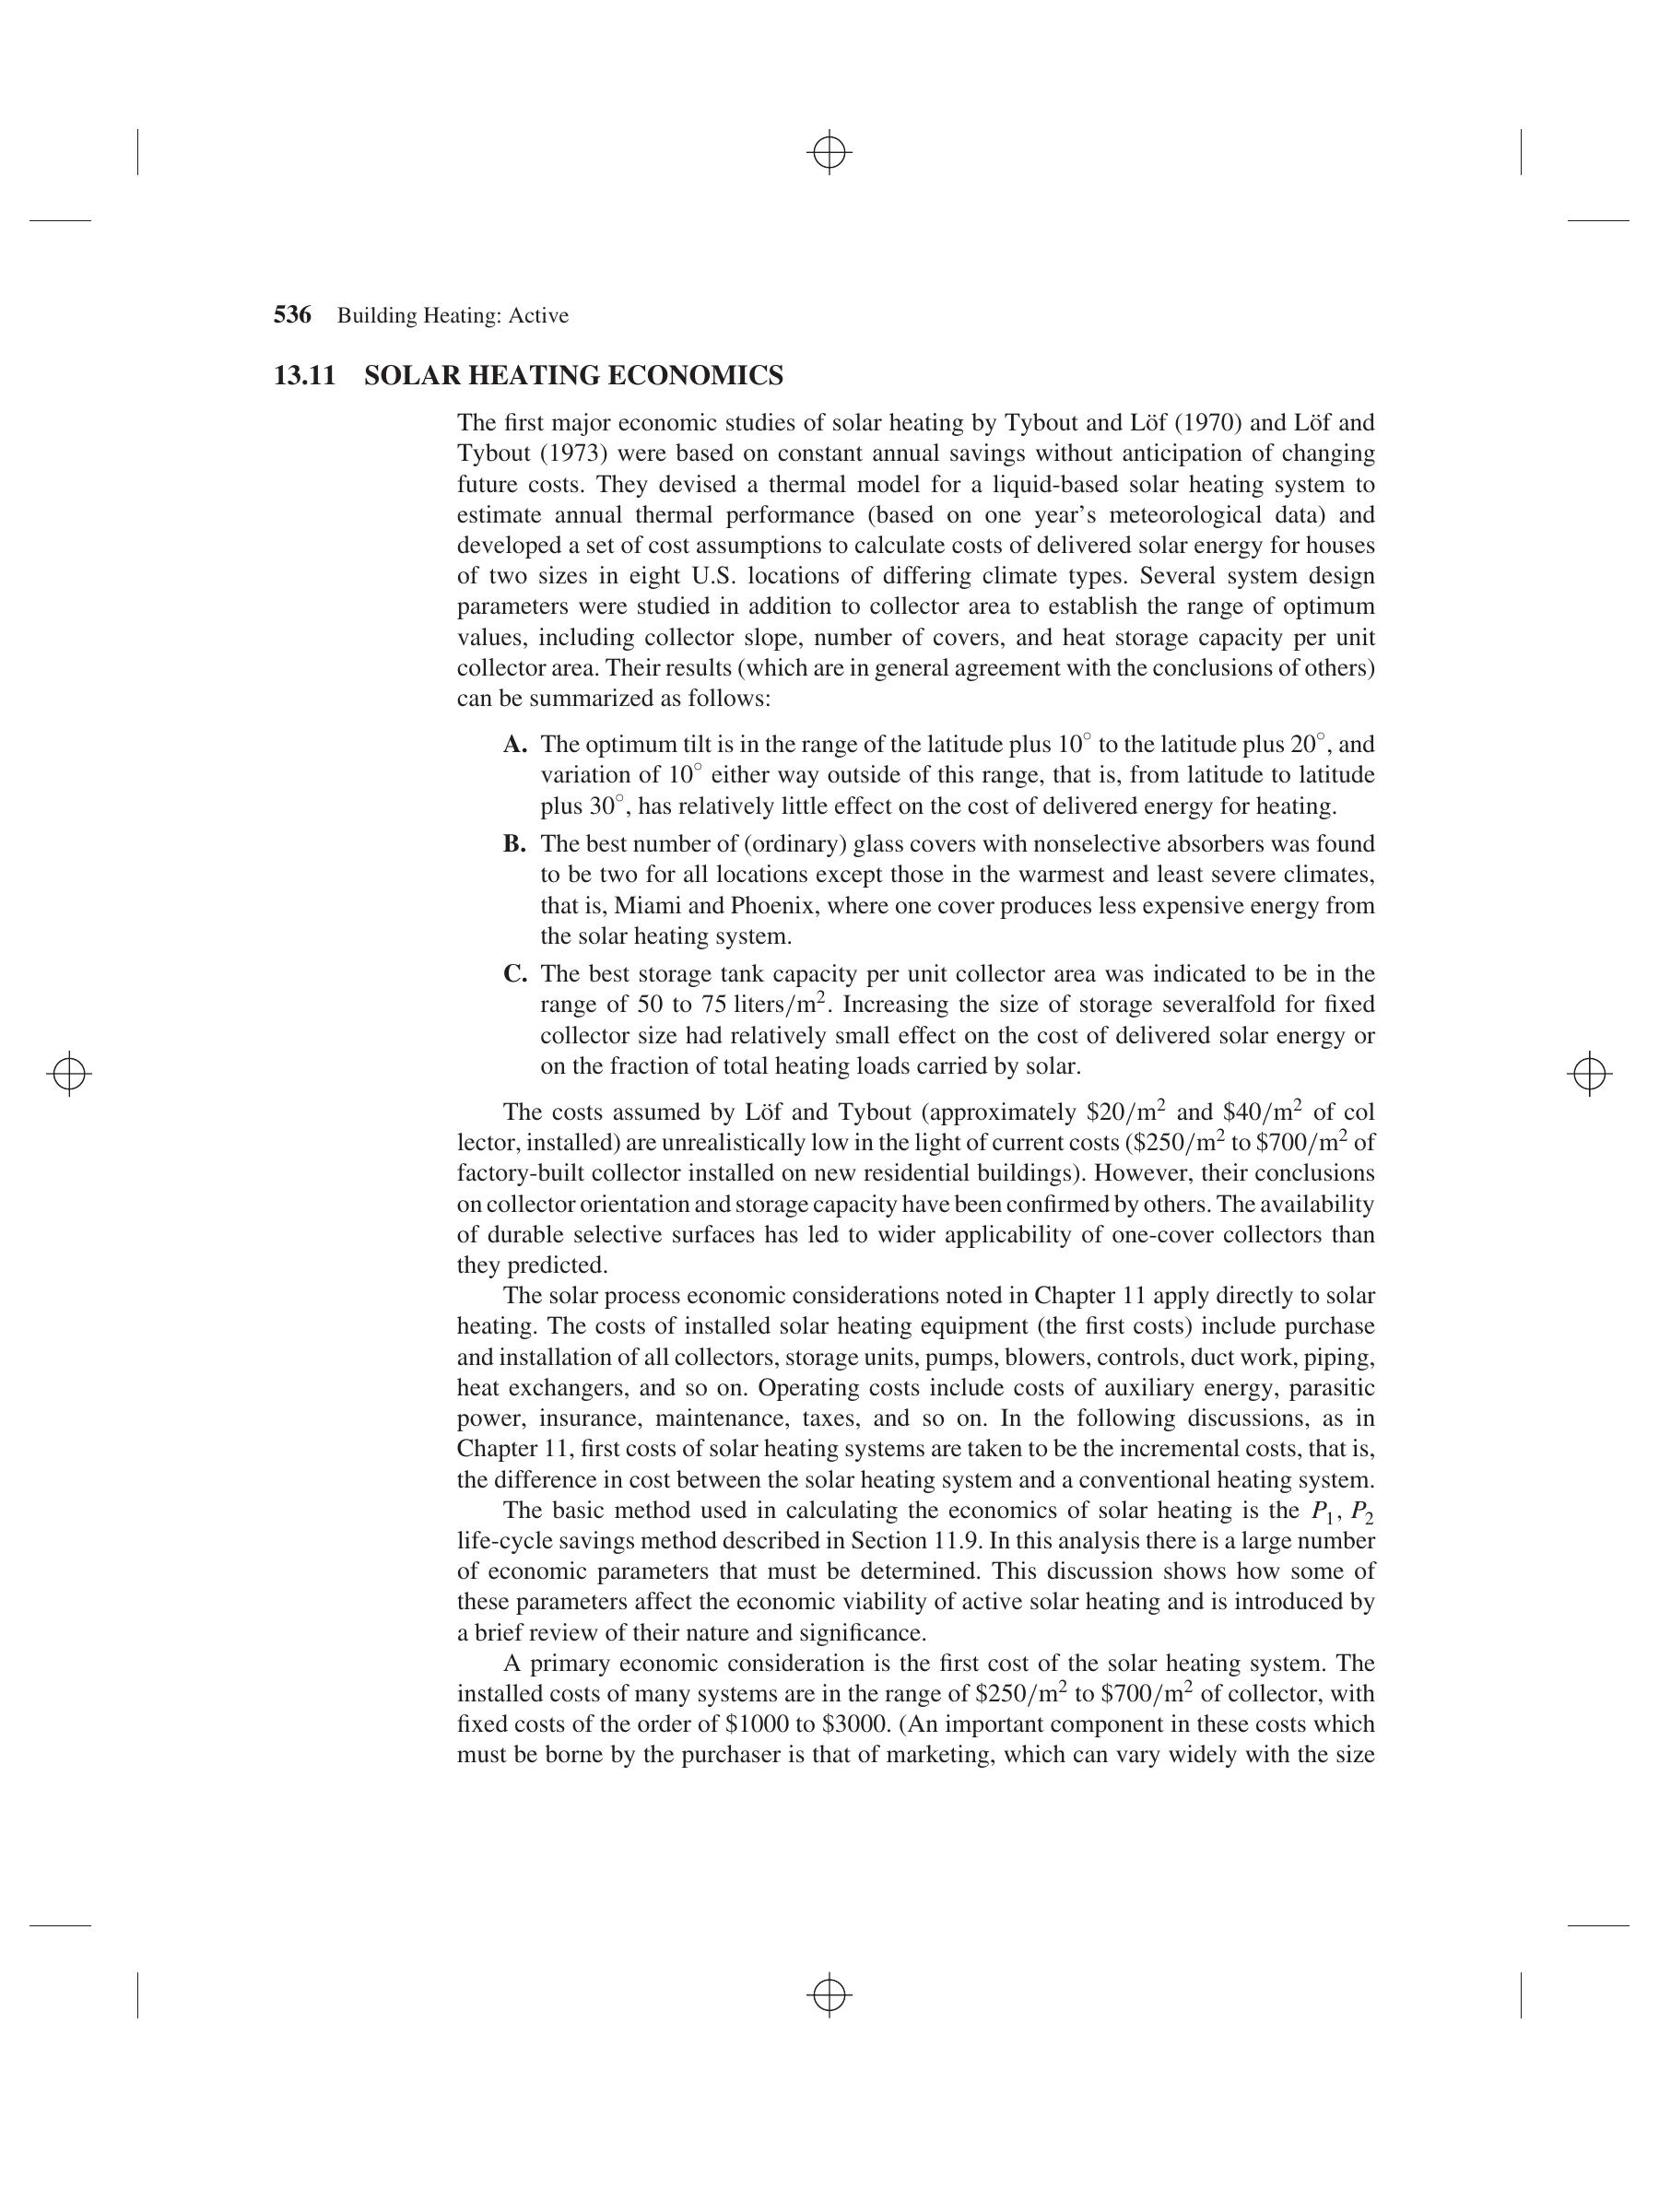 536 Building Heating: Active
13.11 SOLAR HEATING ECONOMICS
The first major economic studies of solar heating by Tybout and Löf (1970) and Löf and
Tybout (1973) were based on constant annual savings without anticipation of changing
future costs. They devised a thermal model for a liquid-based solar heating system to
estimate annual thermal performance (based on one year’s meteorological data) and
developed a set of cost assumptions to calculate costs of delivered solar energy for houses
of two sizes in eight U.S. locations of differing climate types. Several system design
parameters were studied in addition to collector area to establish the range of optimum
values, including collector slope, number of covers, and heat storage capacity per unit
collector area. Their results (which are in general agreement with the conclusions of others)
can be summarized as follows:
A. The optimum tilt is in the range of the latitude plus 10° to the latitude plus 20°, and
variation of 10° either way outside of this range, that is, from latitude to latitude
plus 30°, has relatively little effect on the cost of delivered energy for heating.
B. The best number of (ordinary) glass covers with nonselective absorbers was found
to be two for all locations except those in the warmest and least severe climates,
that is, Miami and Phoenix, where one cover produces less expensive energy from
the solar heating system.
C. The best storage tank capacity per unit collector area was indicated to be in the
range of 50 to 75 liters/m². Increasing the size of storage severalfold for fixed
collector size had relatively small effect on the cost of delivered solar energy or
on the fraction of total heating loads carried by solar.
The costs assumed by Löf and Tybout (approximately $20/m² and $40/m² of col
lector, installed) are unrealistically low in the light of current costs ($250/m² to $700/m² of
factory-built collector installed on new residential buildings). However, their conclusions
on collector orientation and storage capacity have been confirmed by others. The availability
of durable selective surfaces has led to wider applicability of one-cover collectors than
they predicted.
The solar process economic considerations noted in Chapter 11 apply directly to solar
heating. The costs of installed solar heating equipment (the first costs) include purchase
and installation of all collectors, storage units, pumps, blowers, controls, duct work, piping,
heat exchangers, and so on. Operating costs include costs of auxiliary energy, parasitic
power, insurance, maintenance, taxes, and so on. In the following discussions, as in
Chapter 11, first costs of solar heating systems are taken to be the incremental costs, that is,
the difference in cost between the solar heating system and a conventional heating system.
The basic method used in calculating the economics of solar heating is the P₁, P₂
life-cycle savings method described in Section 11.9. In this analysis there is a large number
of economic parameters that must be determined. This discussion shows how some of
these parameters affect the economic viability of active solar heating and is introduced by
a brief review of their nature and significance.
A primary economic consideration is the first cost of the solar heating system. The
installed costs of many systems are in the range of $250/m² to $700/m² of collector, with
fixed costs of the order of $1000 to $3000. (An important component in these costs which
must be borne by the purchaser is that of marketing, which can vary widely with the size